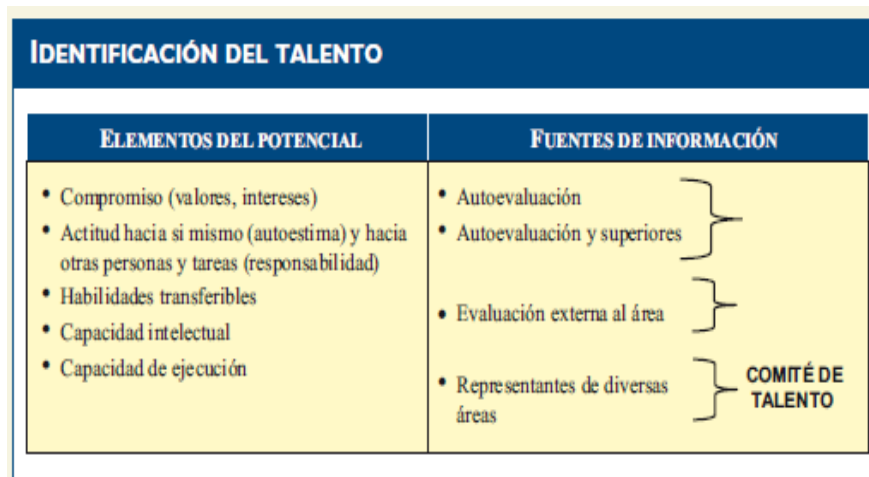 IDENTIFICACIÓN DEL TALENTO
ELEMENTOS DEL POTENCIAL
• Compromiso (valores, intereses)
• Actitud hacia si mismo (autoestima) y hacia
otras personas y tareas (responsabilidad)
• Habilidades transferibles
• Capacidad intelectual
• Capacidad de ejecución
FUENTES DE INFORMACIÓN
• Autoevaluación
• Autoevaluación y superiores
• Evaluación externa al área
• Representantes de diversas
áreas
COMITÉ DE
TALENTO